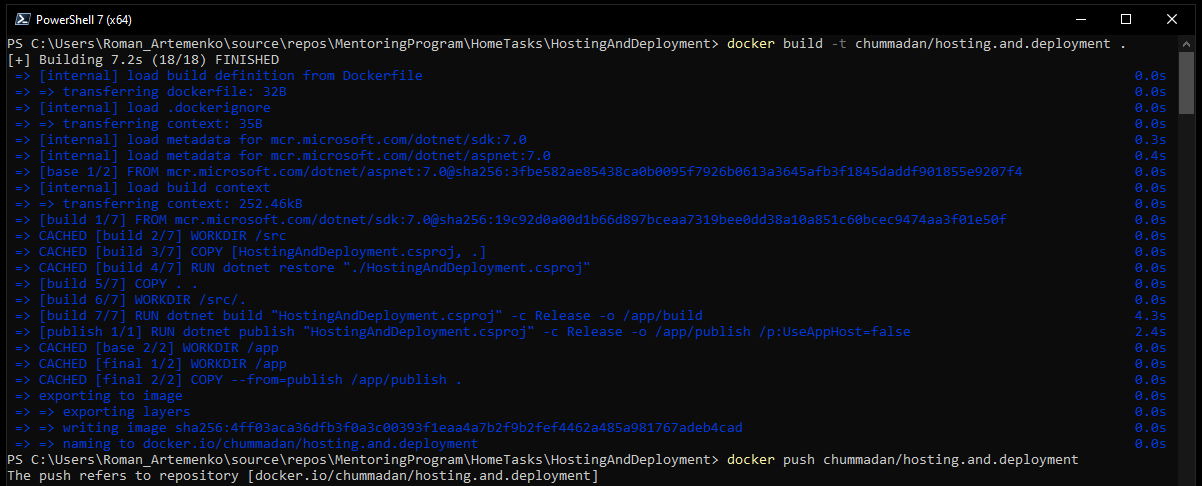 PowerShell 7 (x64)
PS C:\Users\Roman_Artemenko\source\repos\MentoringProgram\HomeTasks\HostingAndDeployment> docker build -t chummadan/hosting.and.deployment .
[+] Building 7.2s (18/18) FINISHED
=> [internal] load build definition from Dockerfile 0.0s
=> => transferring dockerfile: 32B 0.0s
=> [internal] load .dockerignore 0.0s
=> => transferring context: 35B 0.0s
=> [internal] load metadata for mcr.microsoft.com/dotnet/sdk:7.0 0.3s
=> [internal] load metadata for mcr.microsoft.com/dotnet/aspnet:7.0 0.4s
=> [base 1/2] FROM mcr.microsoft.com/dotnet/aspnet:7.0@sha256:3fbe582ae85438ca0b0095f7926b0613a3645afb3f1845daddf901855e9207f4 0.0s
=> [internal] load build context 0.0s
=> => transferring context: 252.46kB 0.0s
=> [build 1/7] FROM mcr.microsoft.com/dotnet/sdk:7.0@sha256:19c92d0a00d1b66d897bceaa7319bee0dd38a10a851c60bcec9474aa3f01e50f 0.0s
=> CACHED [build 2/7] WORKDIR /src 0.0s
=> CACHED [build 3/7] COPY [HostingAndDeployment.csproj, .] 0.0s
=> CACHED [build 4/7] RUN dotnet restore "./HostingAndDeployment.csproj" 0.0s
=> [build 5/7] COPY . . 0.0s
=> [build 6/7] WORKDIR /src/. 0.0s
=> [build 7/7] RUN dotnet build "HostingAndDeployment.csproj" -c Release -o /app/build 4.3s
=> [publish 1/1] RUN dotnet publish "HostingAndDeployment.csproj" -c Release -o /app/publish /p:UseAppHost=false 2.4s
=> CACHED [base 2/2] WORKDIR /app 0.0s
=> CACHED [final 1/2] WORKDIR /app 0.0s
=> CACHED [final 2/2] COPY --from=publish /app/publish . 0.0s
=> exporting to image 0.0s
=> => exporting layers 0.0s
=> => writing image sha256:4ff03aca36dfb3f0a3c00393f1eaa4a7b2f9b2fef4462a485a981767adeb4cad 0.0s
=> => naming to docker.io/chummadan/hosting.and.deployment 0.0s
PS C:\Users\Roman_Artemenko\source\repos\MentoringProgram\HomeTasks\HostingAndDeployment> docker push chummadan/hosting.and.deployment
The push refers to repository [docker.io/chummadan/hosting.and.deployment]